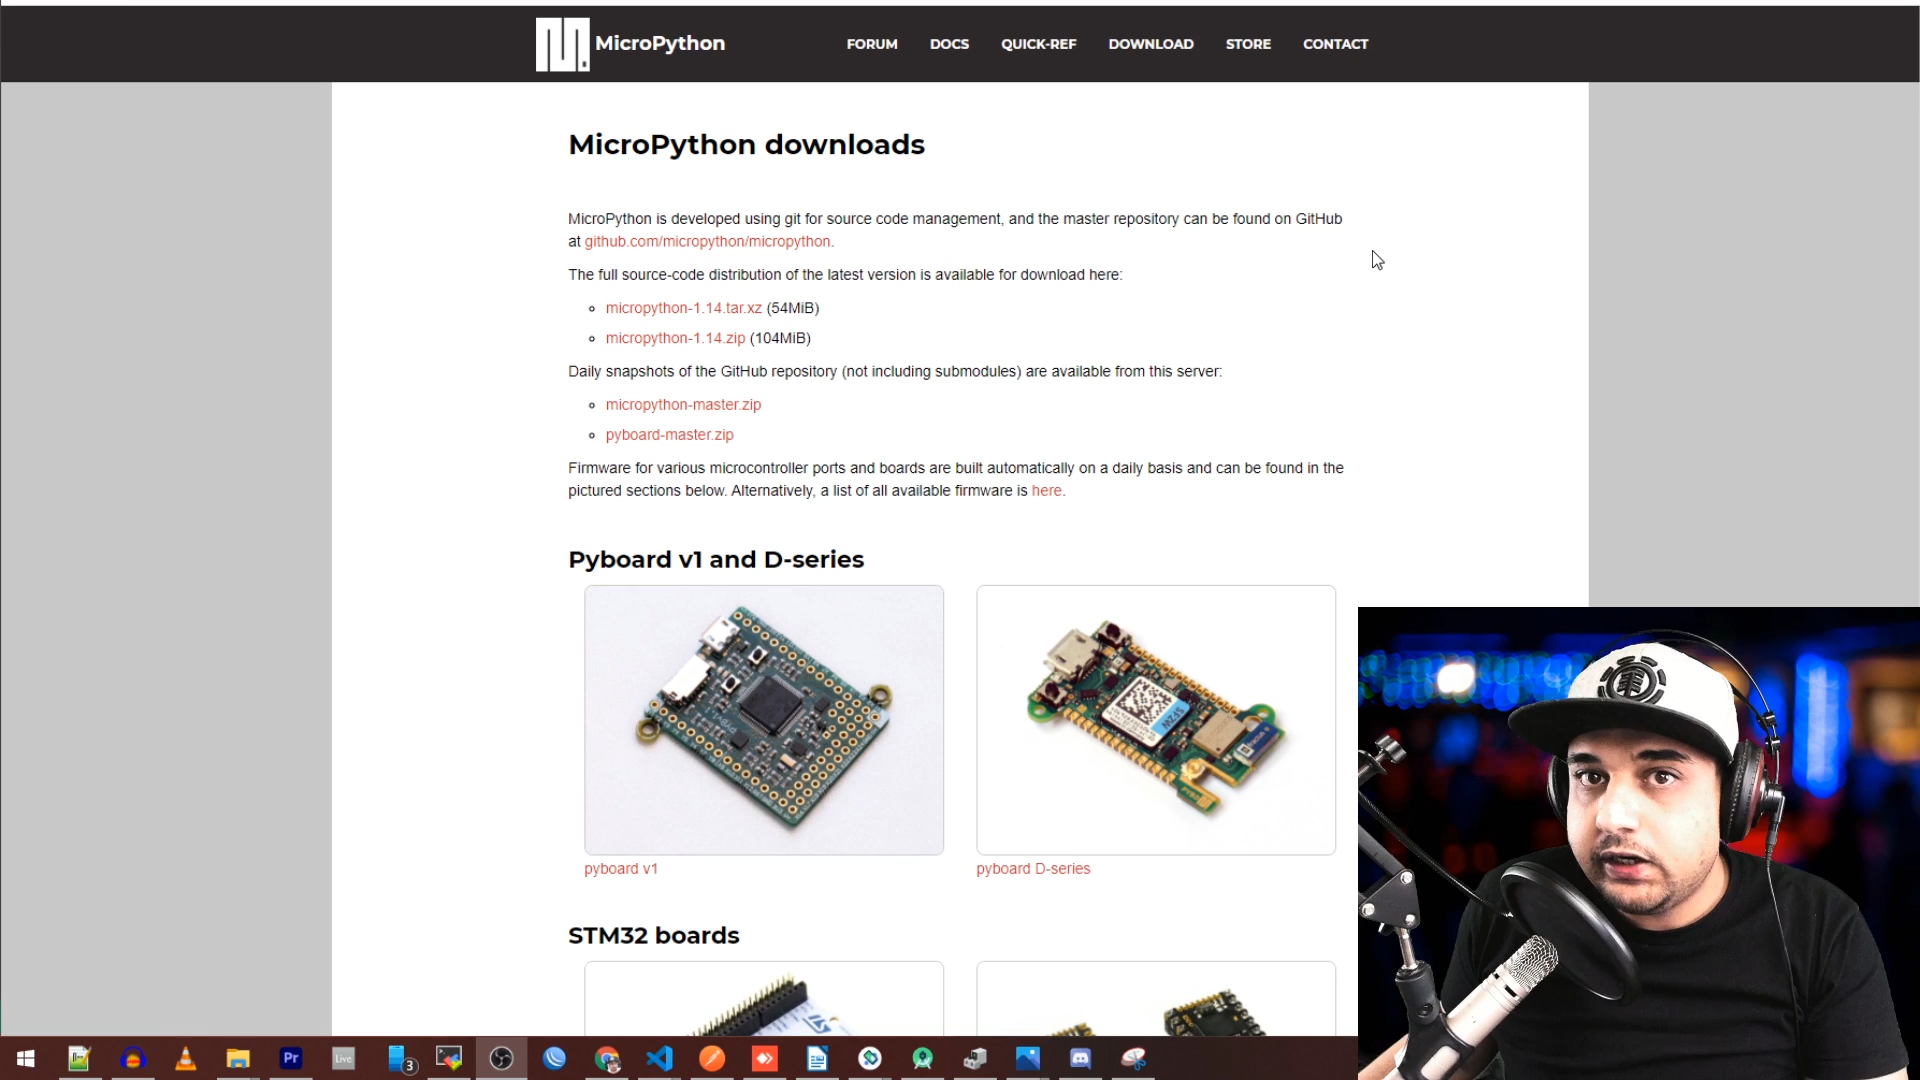 MicroPython
FORUM DOCS QUICK-REF DOWNLOAD STORE CONTACT
MicroPython downloads
MicroPython is developed using git for source code management, and the master repository can be found on GitHub
at github.com/micropython/micropython.
The full source-code distribution of the latest version is available for download here:
micropython-1.14.tar.xz (54MiB)
micropython-1.14.zip (104MiB)
Daily snapshots of the GitHub repository (not including submodules) are available from this server:
micropython-master.zip
pyboard-master.zip
Firmware for various microcontroller ports and boards are built automatically on a daily basis and can be found in the
pictured sections below. Alternatively, a list of all available firmware is here.
Pyboard v1 and D-series
pyboard v1
pyboard D-series
STM32 boards
Pr
Live
3